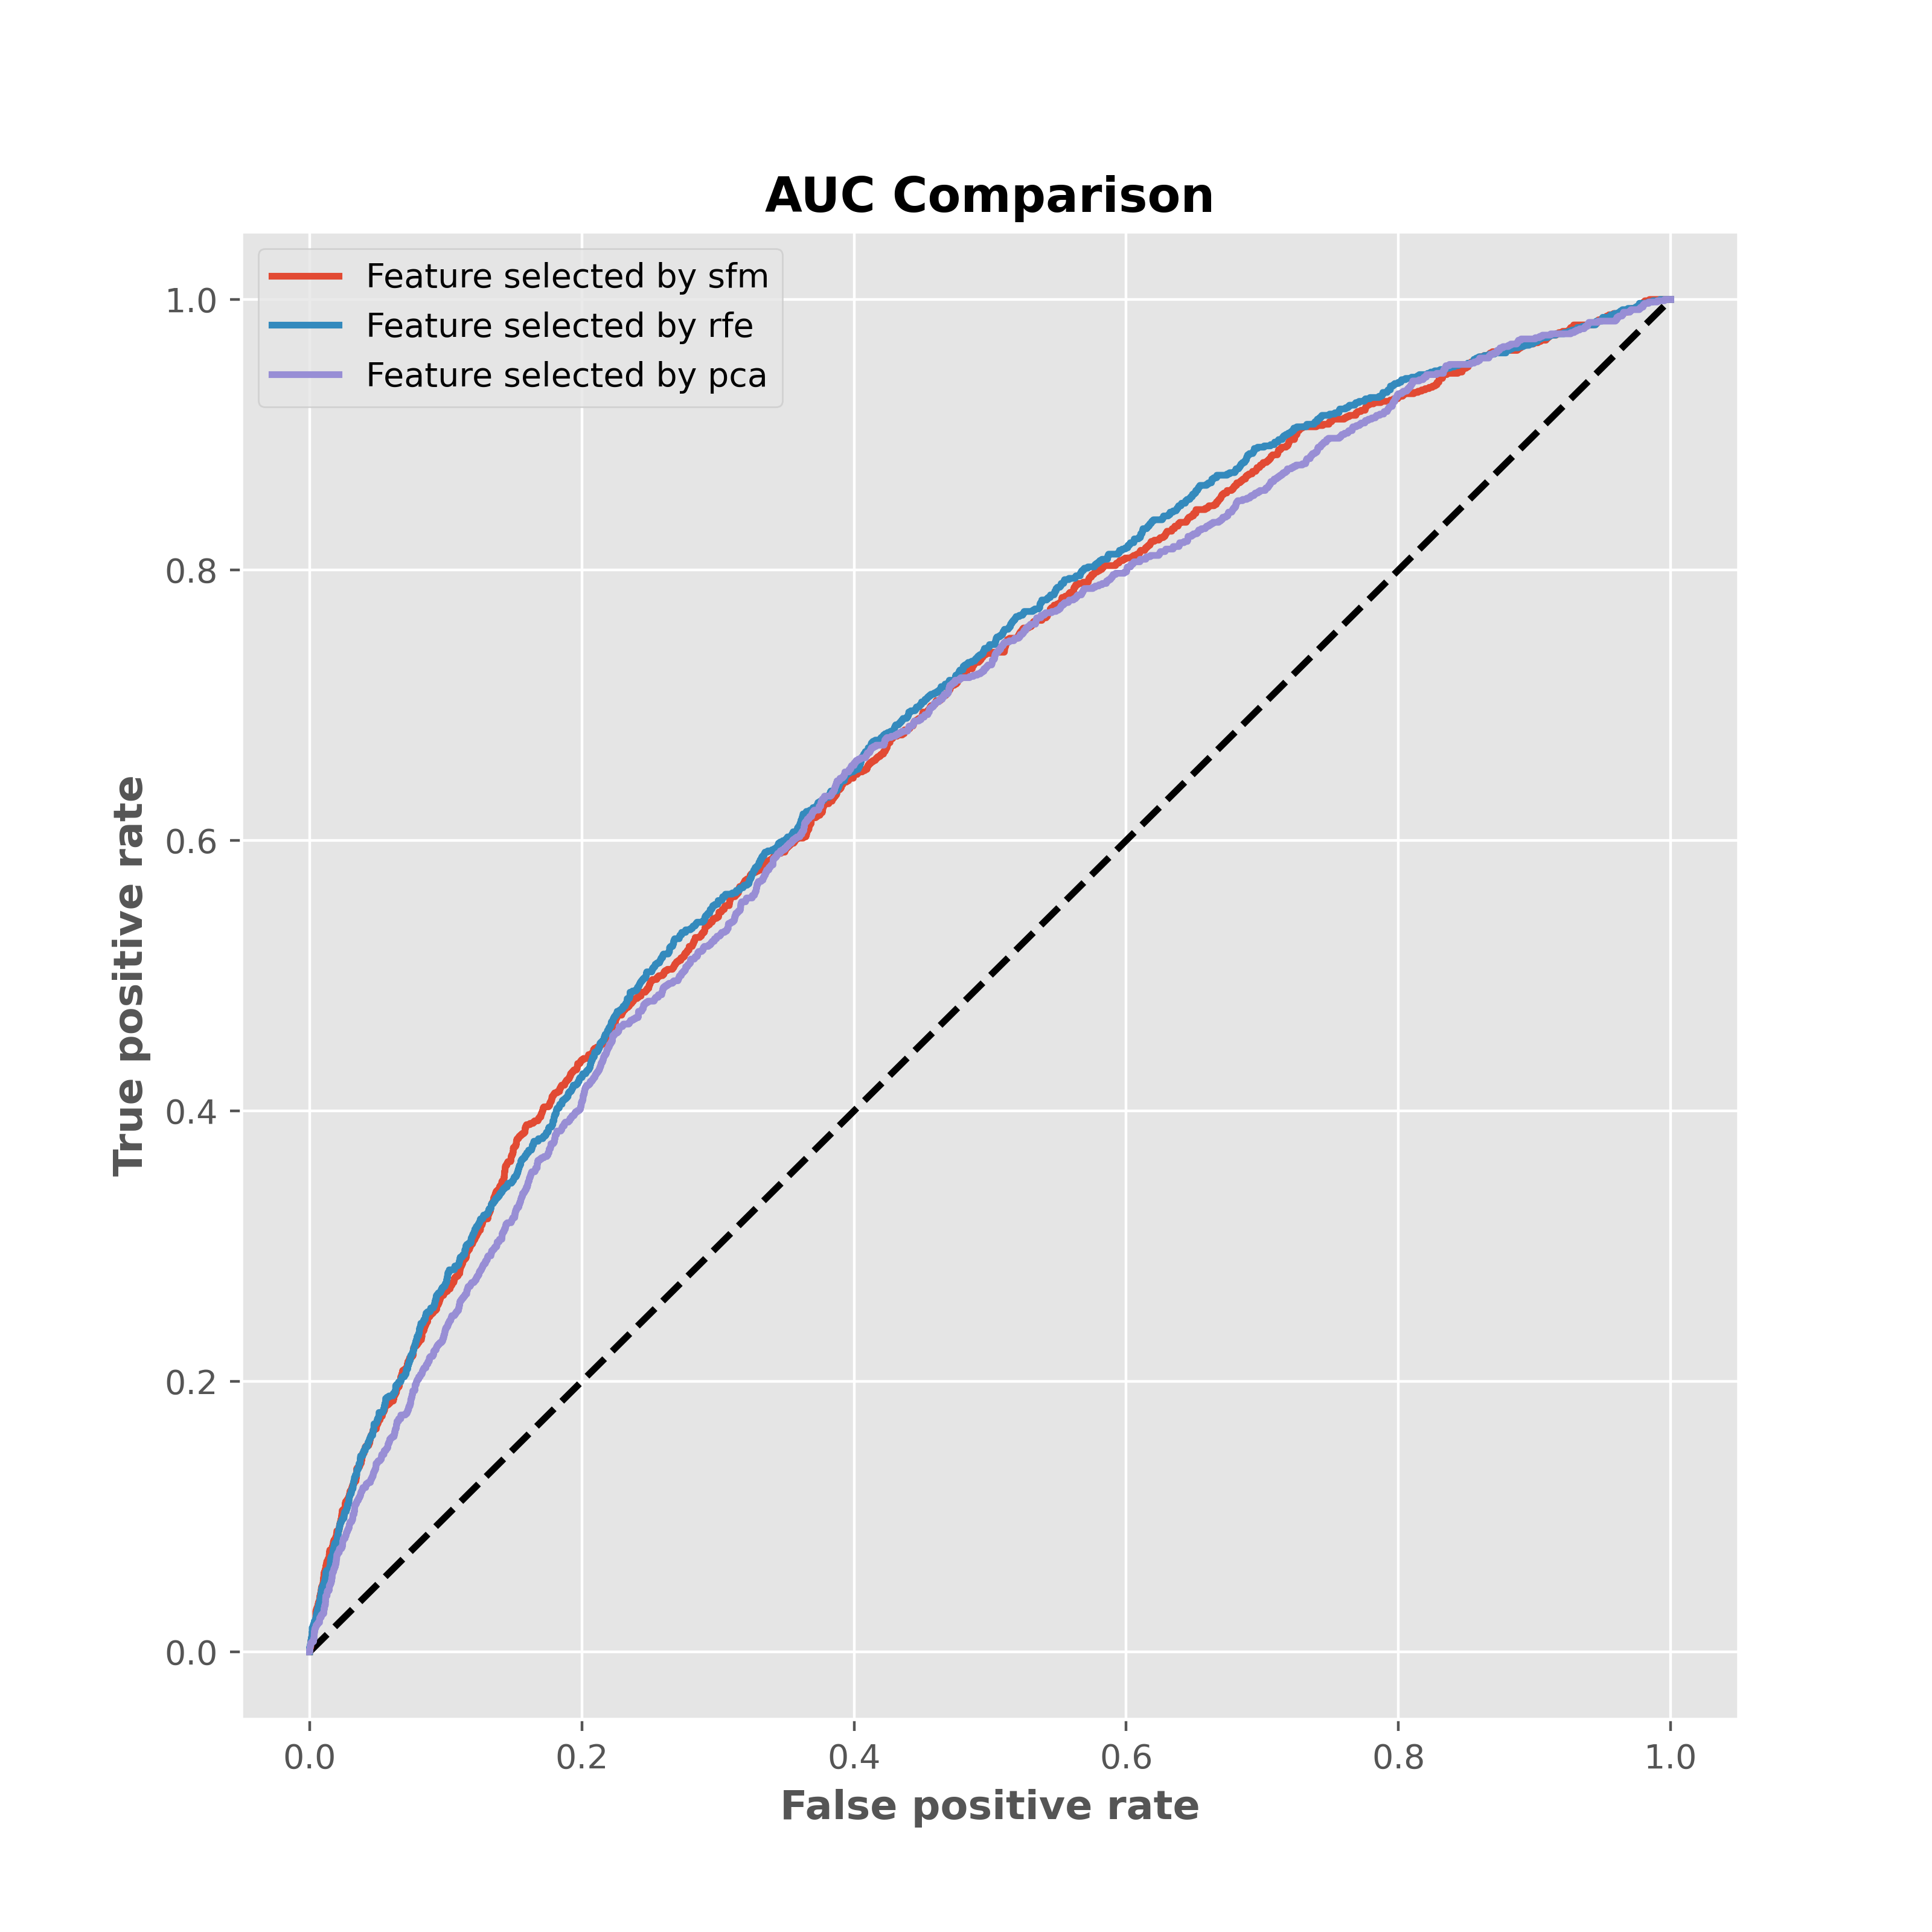 AUC Comparison
Feature selected by sfm
Feature selected by rfe
Feature selected by pca
1.0
0.8
0.6
0.4
0.2
0.0
True positive rate
0.0 0.2 0.4 0.6 0.8 1.0
False positive rate